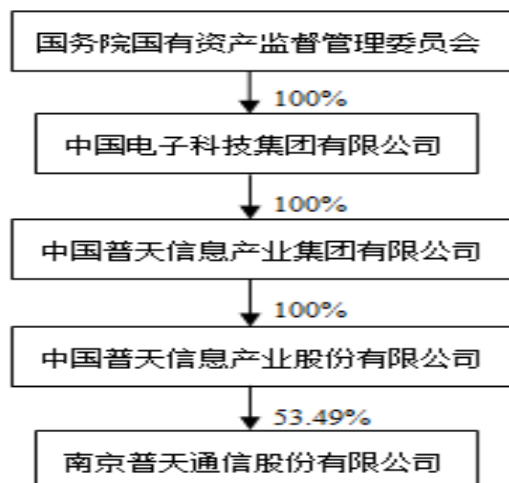 国务院国有资产监督管理委员会
100%
中国电子科技集团有限公司
100%
中国普天信息产业集团有限公司
100%
中国普天信息产业股份有限公司
53.49%
南京普天通信股份有限公司